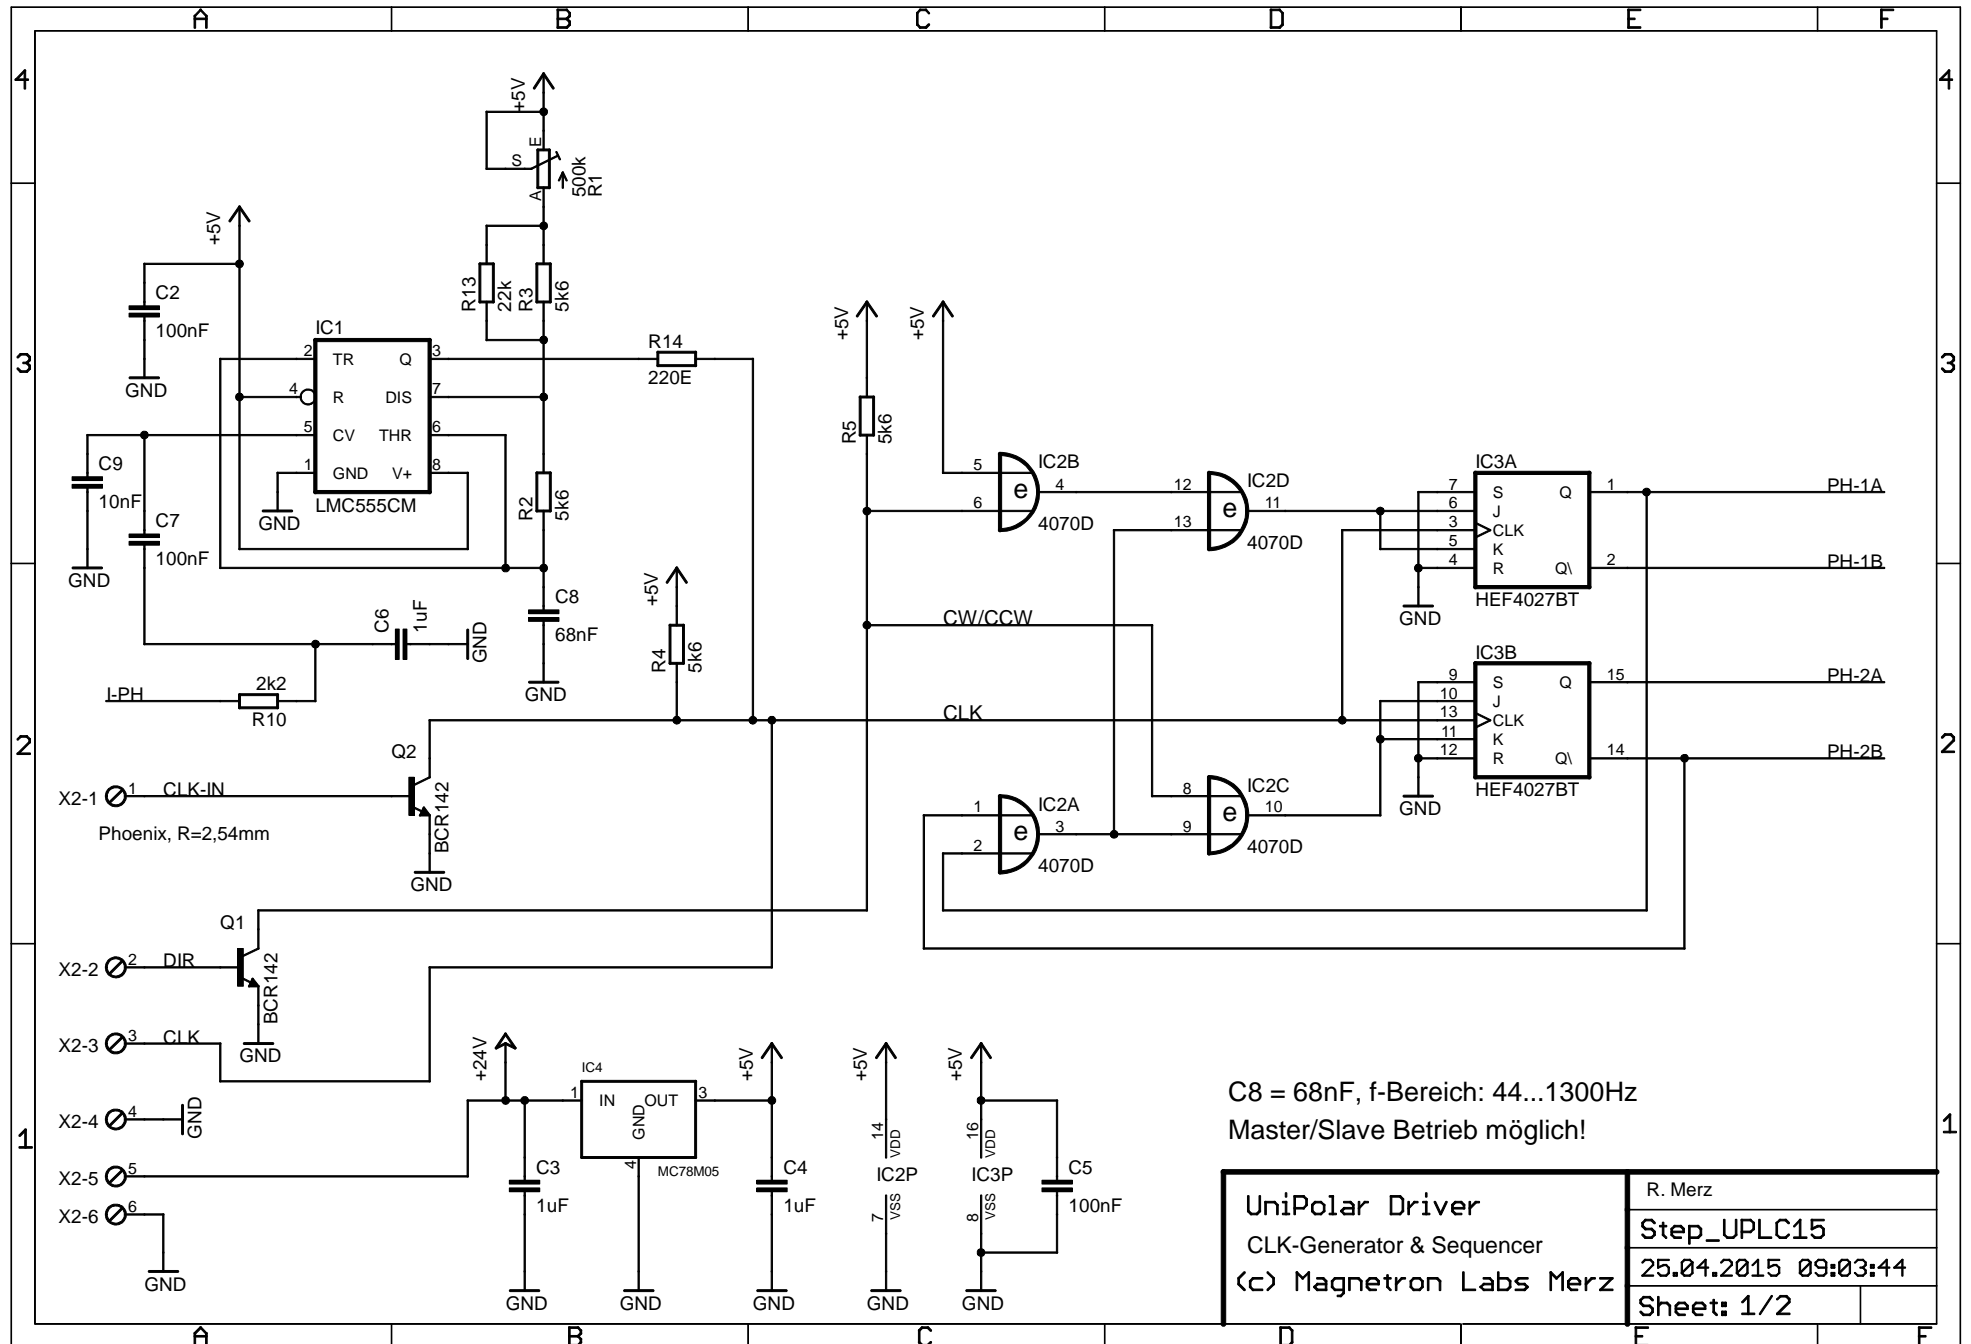 A B C D E F
4 4
+5V
E
S
A
500k
R1
+5V
C2
100nF
GND
R13
22k
R3
5k6
IC1
2 TR Q 3
4 R DIS 7
5 CV THR 6
1 GND V+ 8
LMC555CM
GND
R14
220E
3 3
C9
10nF
GND
C7
100nF
R2
5k6
C8
68nF
GND
C6
1uF
GND
I-PH
2k2
R10
+5V
R4
5k6
+5V
+5V
R5
5k6
5
6
IC2B
e
4
4070D
12
13
IC2D
e
11
4070D
IC3A
7 S Q 1
6 J
3 CLK
5 K
4 R Q\ 2
HEF4027BT
GND
PH-1A
PH-1B
CW/CCW
CLK
IC3B
9 S Q 15
10 J
13 CLK
11 K
12 R Q\ 14
HEF4027BT
GND
PH-2A
PH-2B
2 2
Q2
BCR142
GND
X2-1 1 CLK-IN
Phoenix, R=2,54mm
1
2
IC2A
e
3
4070D
8
9
IC2C
e
10
4070D
Q1
BCR142
GND
X2-2 2 DIR
X2-3 3 CLK
X2-4 4 GND
X2-5 5
X2-6 6
GND
1 1
+24V
IC4
1 IN OUT 3
GND
4
MC78M05
C3
1uF
GND
GND
+5V
C4
1uF
GND
+5V
14
VDD
IC2P
7
VSS
GND
+5V
16
VDD
IC3P
8
VSS
GND
C5
100nF
C8 = 68nF, f-Bereich: 44...1300Hz
Master/Slave Betrieb möglich!
UniPolar Driver
CLK-Generator & Sequencer
(c) Magnetron Labs Merz
R. Merz
Step_UPLC15
25.04.2015 09:03:44
Sheet: 1/2
A B C D E F